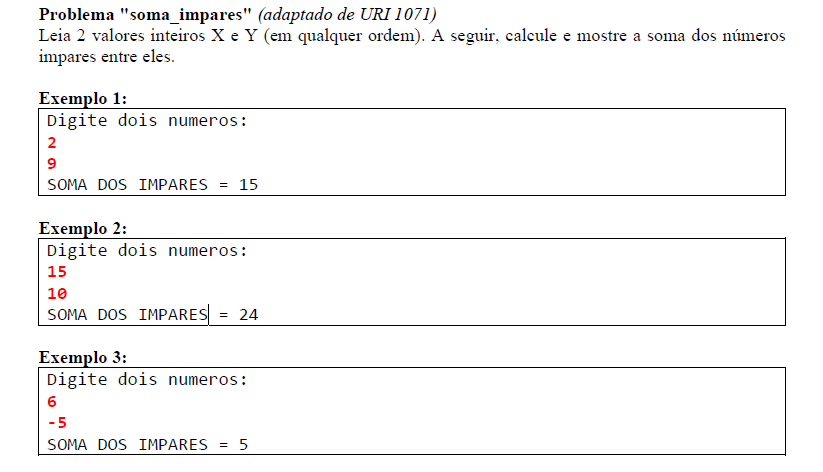 Problema "soma_impares" (adaptado de URI 1071)
Leia 2 valores inteiros X e Y (em qualquer ordem). A seguir, calcule e mostre a soma dos números
impares entre eles.
Exemplo 1:
Digite dois numeros:
2
9
SOMA DOS IMPARES = 15
Exemplo 2:
Digite dois numeros:
15
10
SOMA DOS IMPARES = 24
Exemplo 3:
Digite dois numeros:
6
-5
SOMA DOS IMPARES = 5